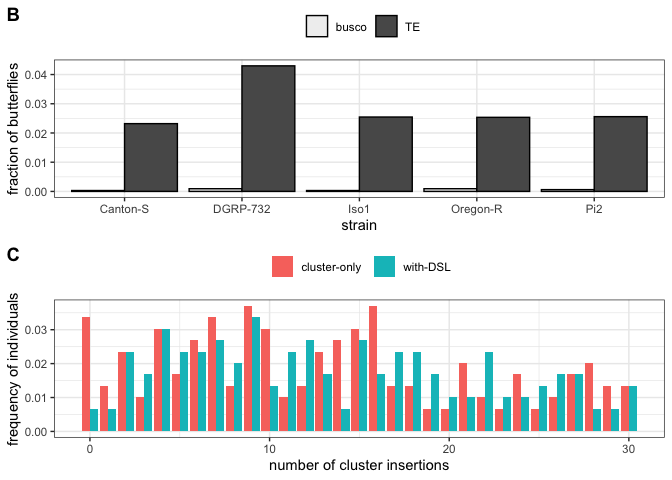 B
busco TE
fraction of butterflies
0.04
0.03
0.02
0.01
0.00
Canton-S DGRP-732 Iso1 Oregon-R Pi2
strain
C
cluster-only with-DSL
frequency of individuals
0.03
0.02
0.01
0.00
0 10 20 30
number of cluster insertions